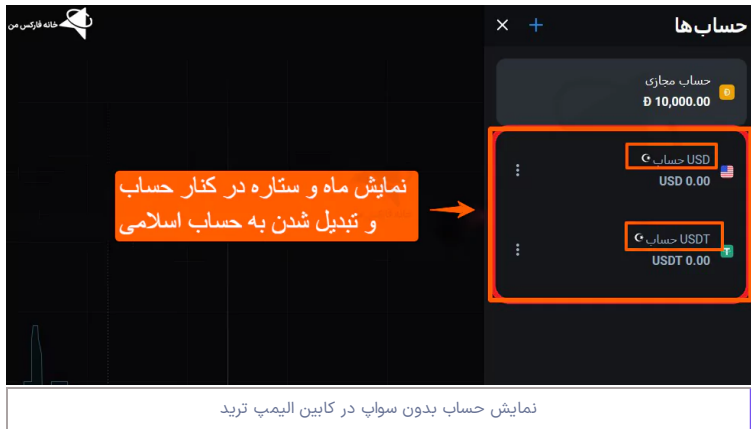 خانه فارکس من
حساب‌ها
حساب مجازی
Ð 10,000.00
حساب USD
USD 0.00
حساب USDT
USDT 0.00
نمایش ماه و ستاره در کنار حساب
و تبدیل شدن به حساب اسلامی
نمایش حساب بدون سواپ در کابین الیمپ ترید